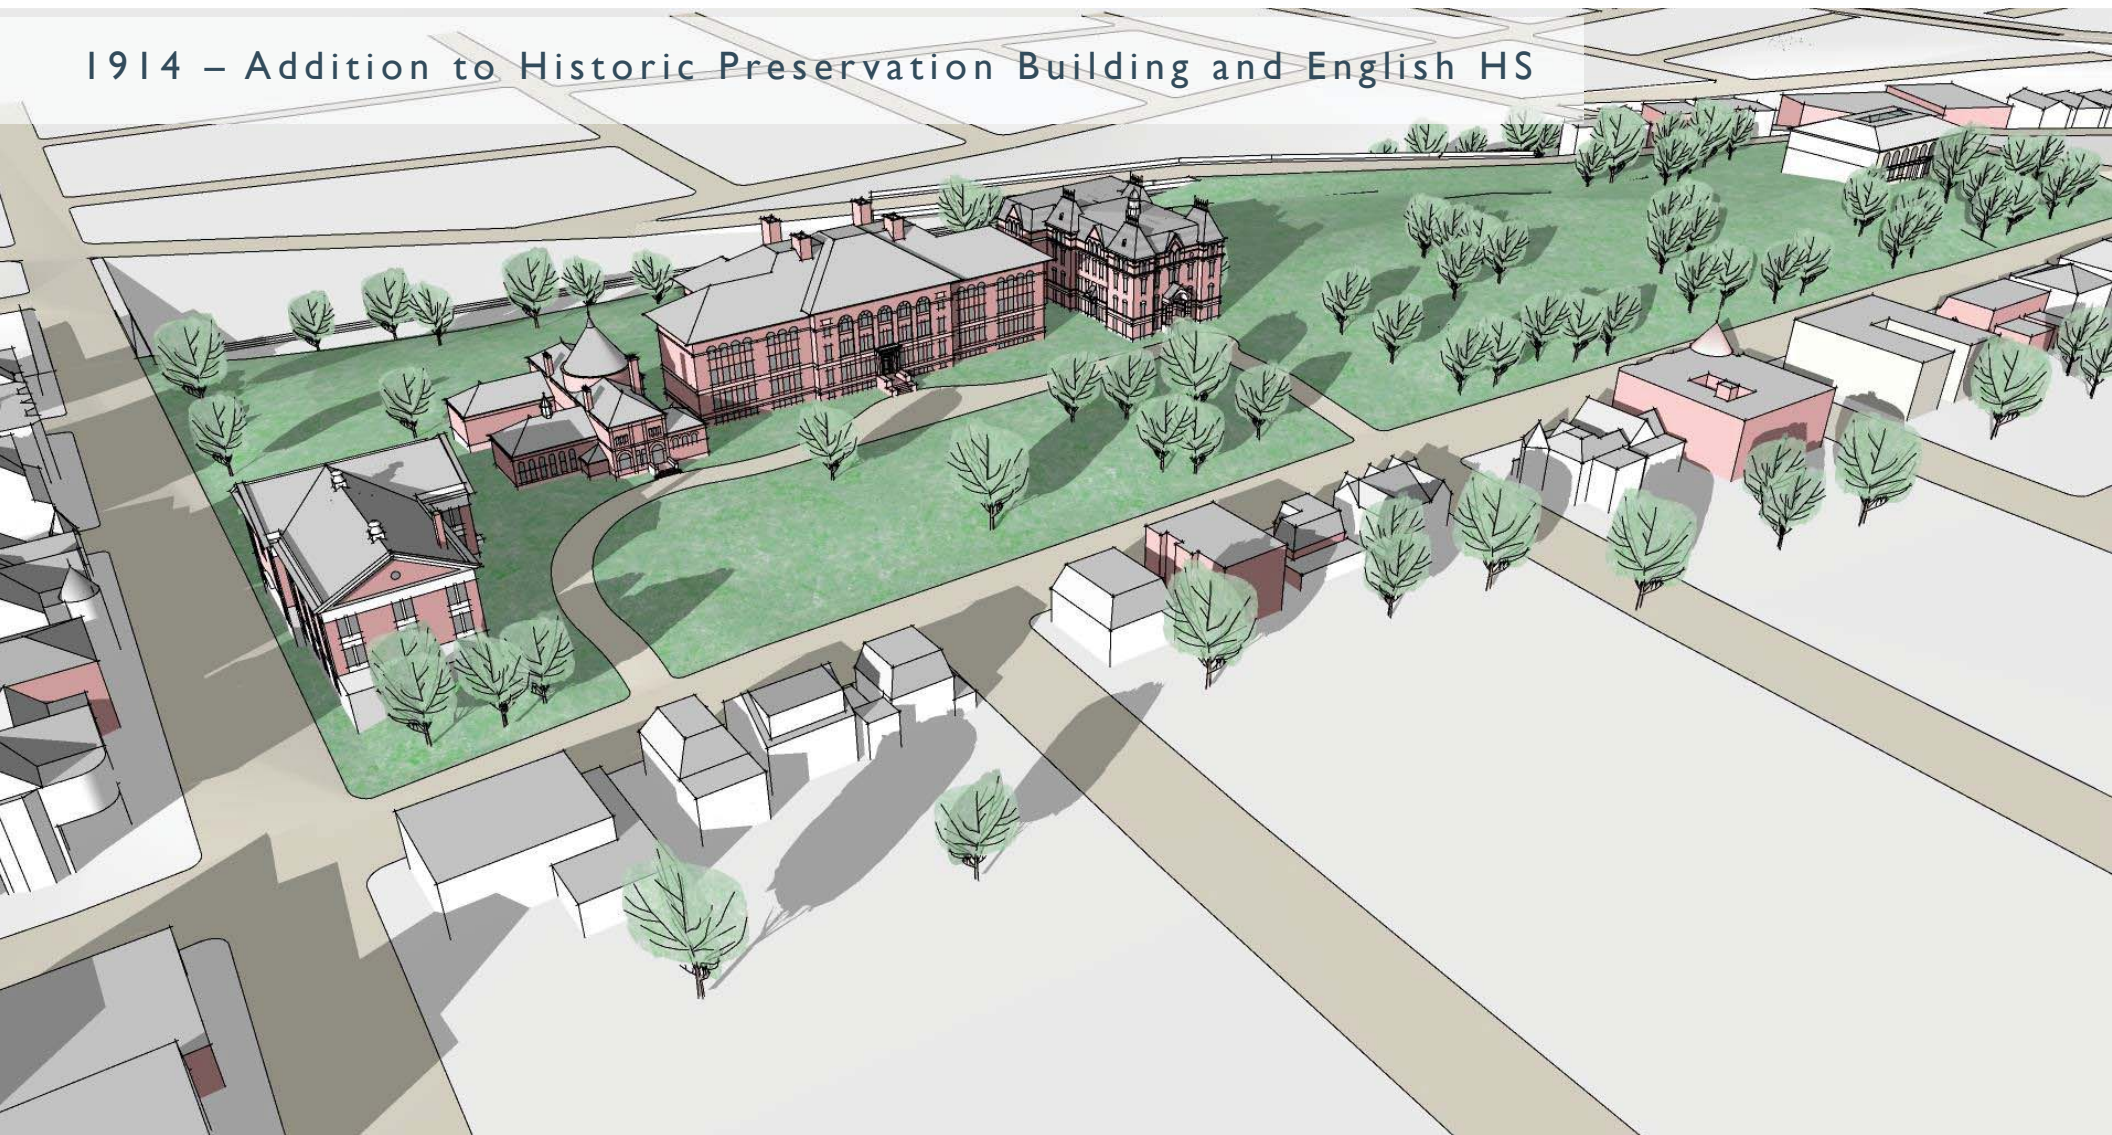 1914 – Addition to Historic Preservation Building and English HS